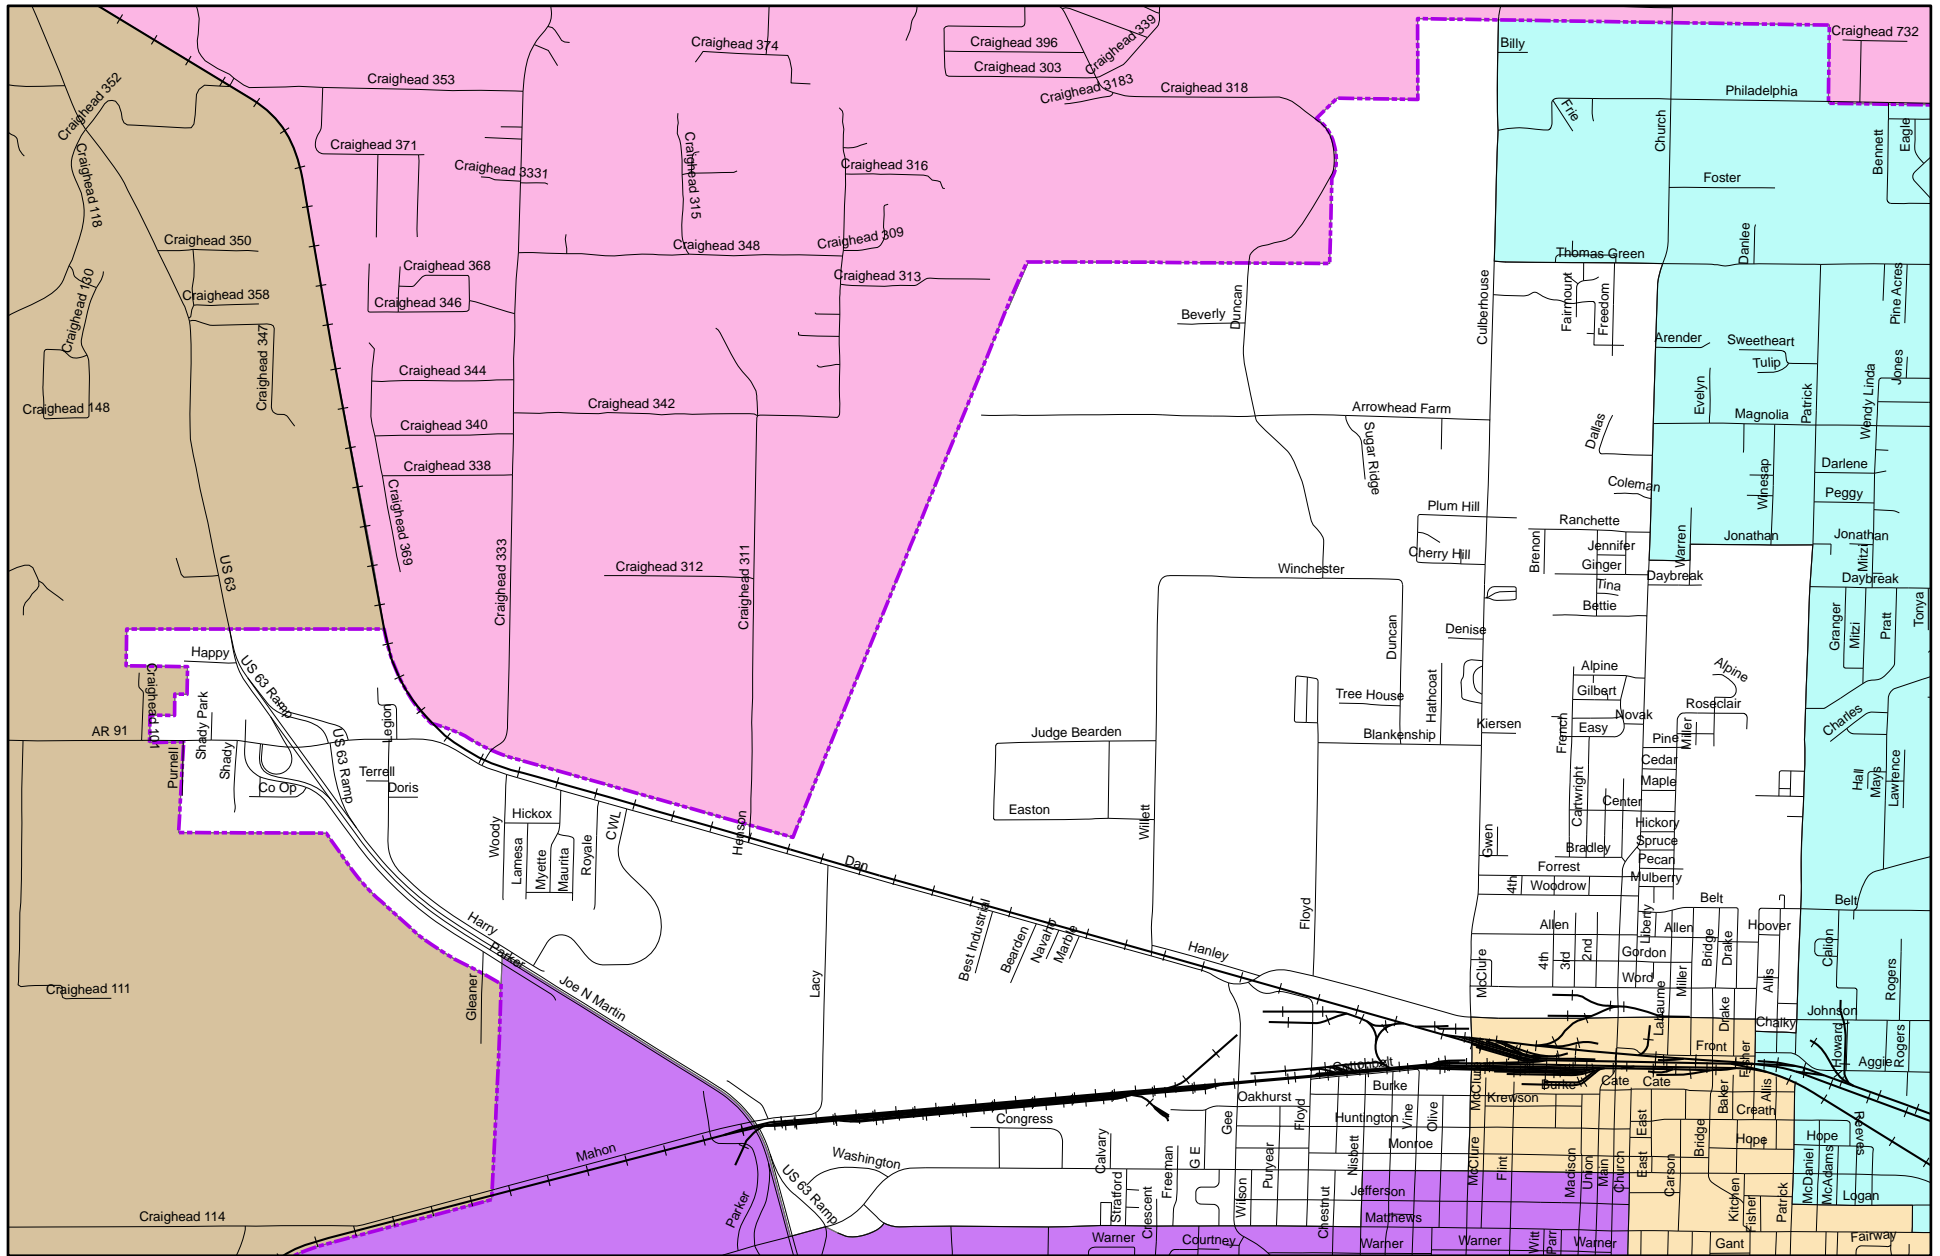 Craighead 374
Craighead 396
Craighead 339
Craighead 303
Craighead 732
Billy
Craighead 353
Craighead 352
Craighead 3183
Craighead 318
Philadelphia
Frie
Church
Eagle
Bennett
Craighead 371
Craighead 3331
Craighead 315
Craighead 316
Foster
Craighead 118
Craighead 350
Craighead 348
Craighead 309
Thomas Green
Danlee
Craighead 368
Craighead 313
Craighead 130
Craighead 358
Craighead 346
Craighead 347
Beverly
Duncan
Culberhouse
Fairmount
Freedom
Pine Acres
Arender
Sweetheart
Tulip
Jones
Craighead 344
Evelyn
Patrick
Wendy Linda
Craighead 148
Craighead 342
Arrowhead Farm
Magnolia
Craighead 340
Sugar Ridge
Dallas
Craighead 338
Darlene
Craighead 369
Coleman
Winesap
Peggy
Plum Hill
Ranchette
Jonathan
Jonathan
Cherry Hill
Brenon
Jennifer
Warren
Mitzi
US 63
Craighead 333
Craighead 312
Craighead 311
Winchester
Ginger
Daybreak
Daybreak
Tina
Bettie
Granger
Mitzi
Pratt
Tonya
Denise
Duncan
Happy
US 63 Ramp
Craighead 101
Alpine
Alpine
Gilbert
Tree House
Hathcoat
Roseclair
Shady Park
Legion
Kiersen
French
Novak
Easy
Miller
Charles
AR 91
Judge Bearden
Blankenship
Pine
US 63 Ramp
Shady
Purnell
Terrell
Cedar
Maple
Hall
Mays
Lawrence
Co Op
Doris
Easton
Willett
Cartwright
Center
Hickox
CWL
Henson
Hickory
Woody
Lamesa
Myette
Maurita
Royale
Gwen
Bradley
Spruce
Dan
Pecan
Forrest
4th
Woodrow
Mulberry
Belt
Belt
Harry
Parker
Best Industrial
Bearden
Navaho
Marble
Floyd
Allen
Liberty
Allen
Bridge
Drake
Hoover
Calion
Hanley
4th
3rd
2nd
Gordon
Word
McClure
Miller
Allis
Rogers
Lacy
Craighead 111
Gleaner
Joe N Martin
Labaume
Drake
Chalky
Johnson
Front
Fisher
Howard
Aggie
Rogers
Cottonbelt
Burke
McClure
Burke
Cate
Cate
Krewson
Baker
Allis
Creath
Oakhurst
Congress
Gee
Floyd
Huntington
Vine
Olive
East
Reeves
Mahon
Washington
Calvary
Monroe
Bridge
Hope
Hope
Freeman
G E
Puryear
Nisbett
McClure
Flint
Madison
Union
Main
Church
East
Carson
McDaniel
McAdams
US 63 Ramp
Parker
Stratford
Crescent
Wilson
Chestnut
Jefferson
Matthews
Kitchen
Fisher
Patrick
Logan
Craighead 114
Warner
Courtney
Warner
Warner
Witt
Parr
Warner
Gant
Fairway